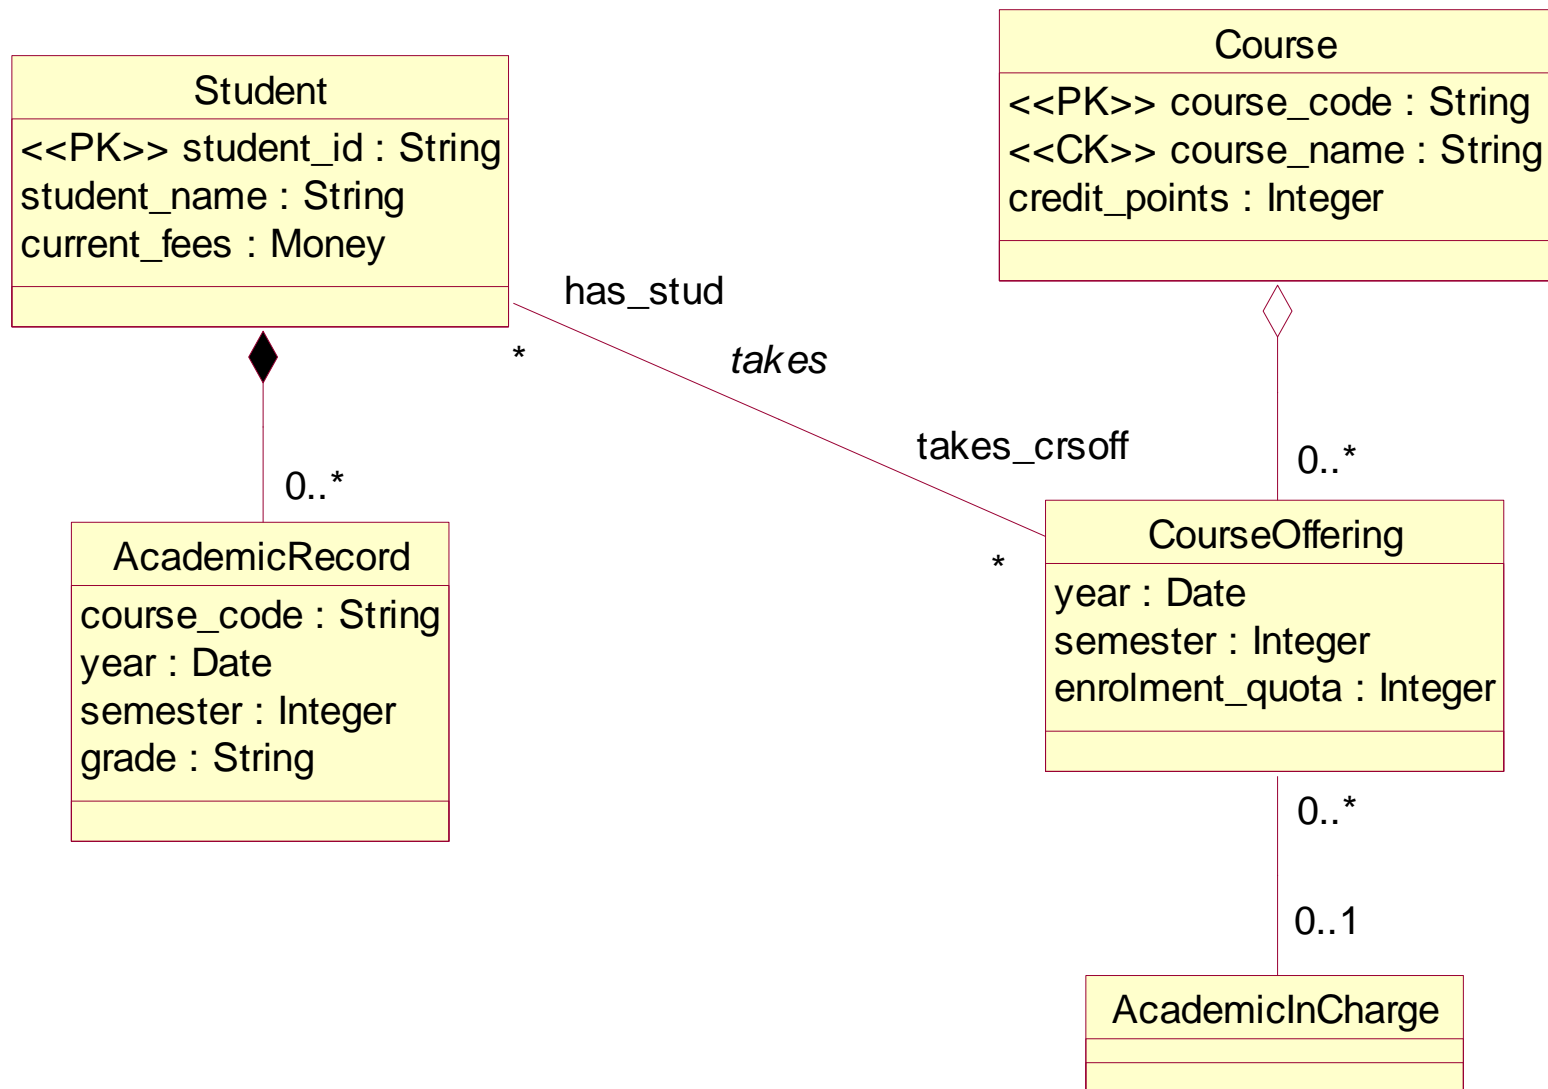 Student
<<PK>> student_id : String
student_name : String
current_fees : Money
Course
<<PK>> course_code : String
<<CK>> course_name : String
credit_points : Integer
has_stud
*
takes
takes_crsoff
*
0..*
0..*
AcademicRecord
course_code : String
year : Date
semester : Integer
grade : String
CourseOffering
year : Date
semester : Integer
enrolment_quota : Integer
0..*
0..1
AcademicInCharge